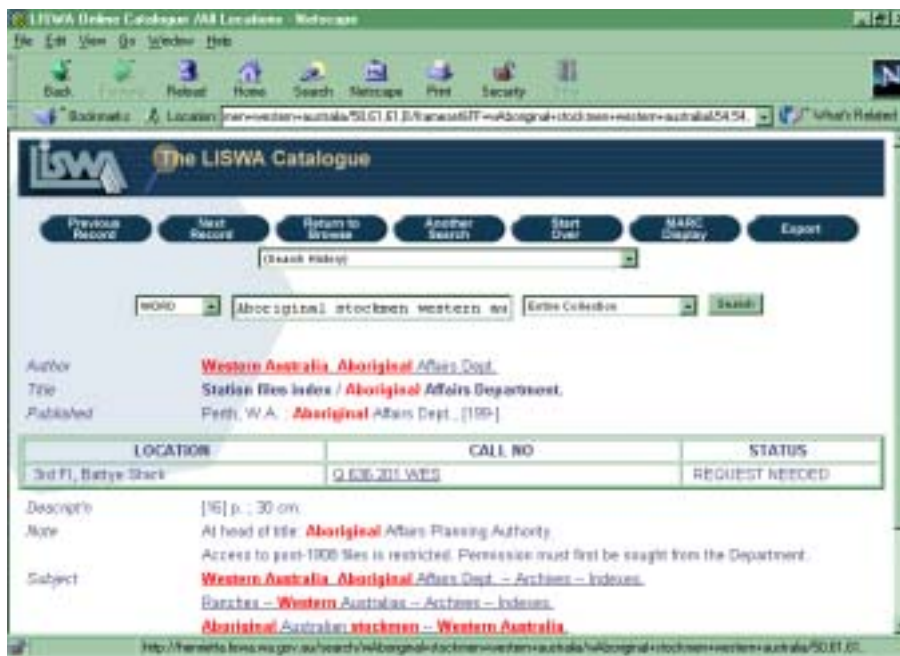 LISWA Online Catalogue /All Locations - Netscape
File Edit View Go Window Help
Back Reload Home Search Netscape Print Security
Bookmarks Location: What's Related
LISWA The LISWA Catalogue
Previous Record Next Record Return to Browse Another Search Start Over MARC Display Export
(Search History)
WORD Aboriginal stockmen western au Entire Collection Search
Author Western Australia. Aboriginal Affairs Dept.
Title Station files index / Aboriginal Affairs Department.
Published Perth, W.A. : Aboriginal Affairs Dept., [199-]
LOCATION CALL NO STATUS
3rd Fl, Battye Stack Q 636.201 WES REQUEST NEEDED
Descript'n [16] p. ; 30 cm.
Note At head of title: Aboriginal Affairs Planning Authority.
Access to post-1908 files is restricted. Permission must first be sought from the Department.
Subject Western Australia. Aboriginal Affairs Dept. -- Archives -- Indexes.
Ranches -- Western Australias -- Archives -- Indexes.
Aboriginal Australian stockmen -- Western Australia.